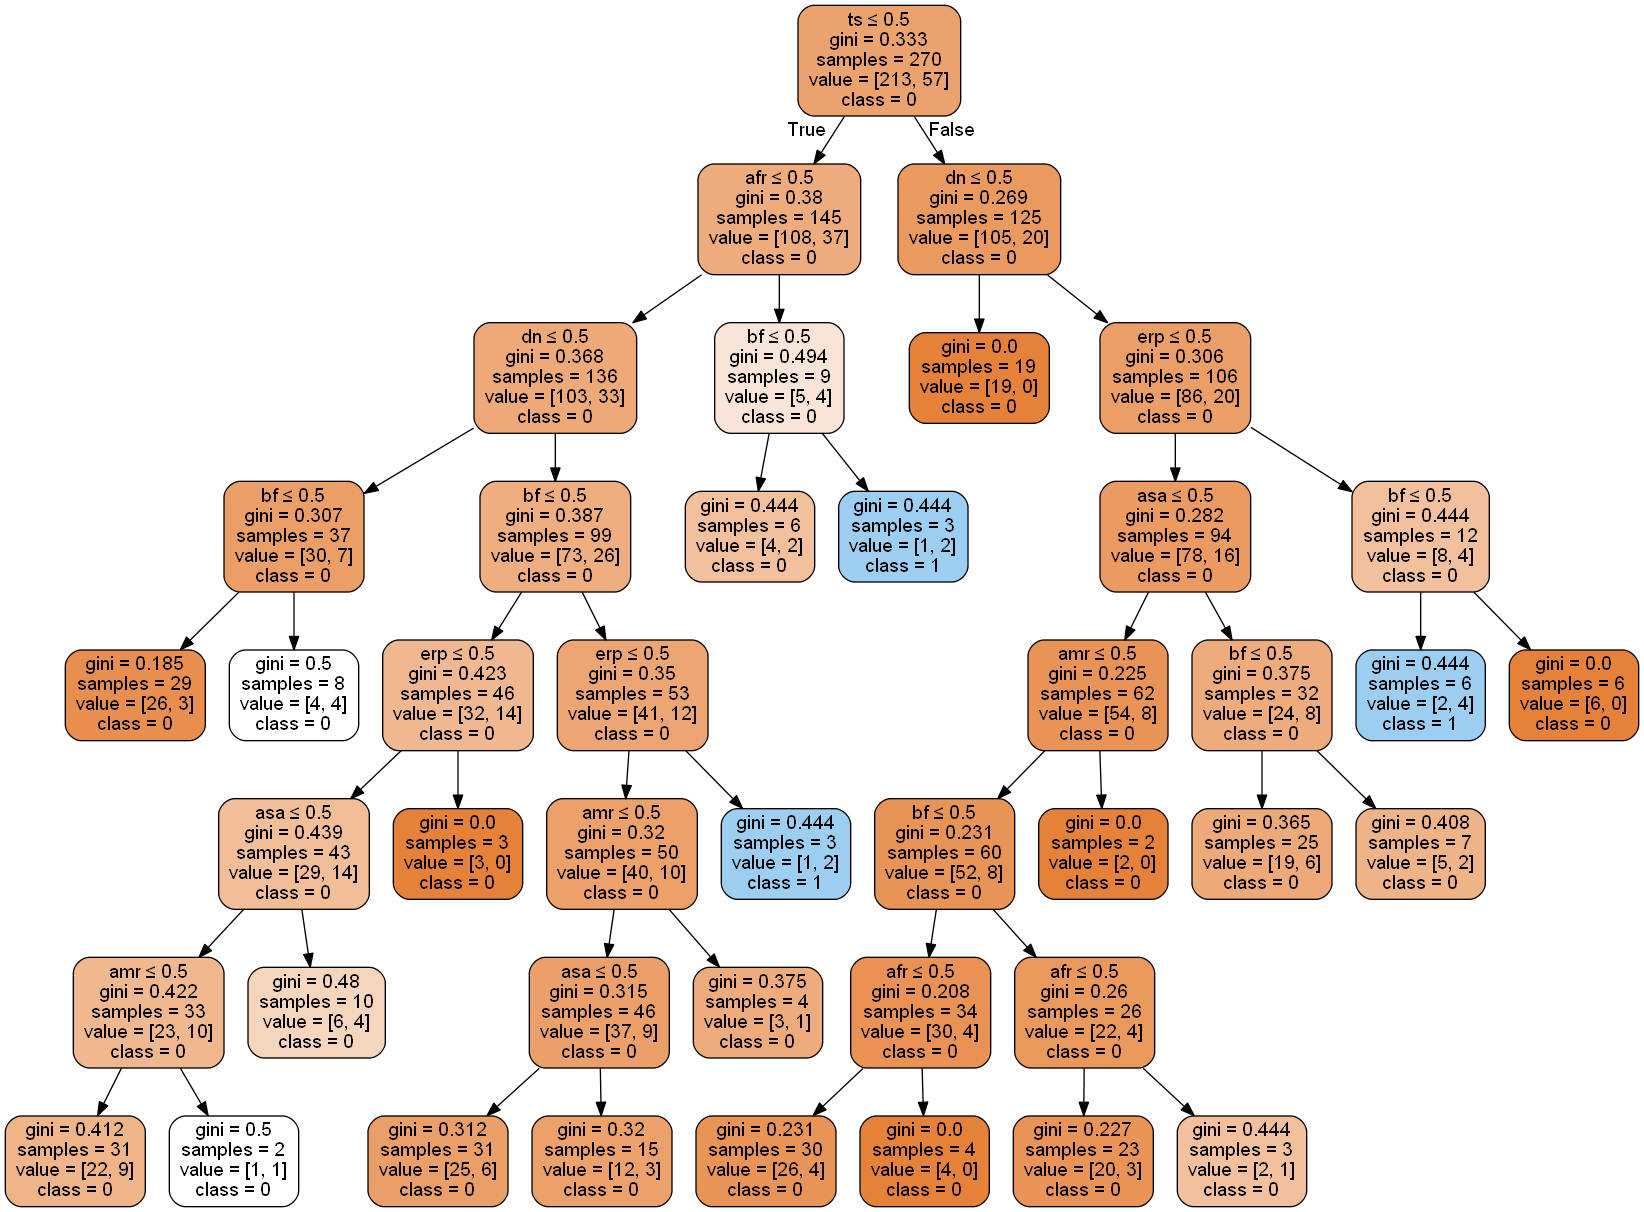 ts ≤ 0.5
gini = 0.333
samples = 270
value = [213, 57]
class = 0
True
False
afr ≤ 0.5
gini = 0.38
samples = 145
value = [108, 37]
class = 0
dn ≤ 0.5
gini = 0.269
samples = 125
value = [105, 20]
class = 0
dn ≤ 0.5
gini = 0.368
samples = 136
value = [103, 33]
class = 0
bf ≤ 0.5
gini = 0.494
samples = 9
value = [5, 4]
class = 0
gini = 0.0
samples = 19
value = [19, 0]
class = 0
erp ≤ 0.5
gini = 0.306
samples = 106
value = [86, 20]
class = 0
bf ≤ 0.5
gini = 0.307
samples = 37
value = [30, 7]
class = 0
bf ≤ 0.5
gini = 0.387
samples = 99
value = [73, 26]
class = 0
gini = 0.444
samples = 6
value = [4, 2]
class = 0
gini = 0.444
samples = 3
value = [1, 2]
class = 1
asa ≤ 0.5
gini = 0.282
samples = 94
value = [78, 16]
class = 0
bf ≤ 0.5
gini = 0.444
samples = 12
value = [8, 4]
class = 0
gini = 0.185
samples = 29
value = [26, 3]
class = 0
gini = 0.5
samples = 8
value = [4, 4]
class = 0
erp ≤ 0.5
gini = 0.423
samples = 46
value = [32, 14]
class = 0
erp ≤ 0.5
gini = 0.35
samples = 53
value = [41, 12]
class = 0
amr ≤ 0.5
gini = 0.225
samples = 62
value = [54, 8]
class = 0
bf ≤ 0.5
gini = 0.375
samples = 32
value = [24, 8]
class = 0
gini = 0.444
samples = 6
value = [2, 4]
class = 1
gini = 0.0
samples = 6
value = [6, 0]
class = 0
asa ≤ 0.5
gini = 0.439
samples = 43
value = [29, 14]
class = 0
gini = 0.0
samples = 3
value = [3, 0]
class = 0
amr ≤ 0.5
gini = 0.32
samples = 50
value = [40, 10]
class = 0
gini = 0.444
samples = 3
value = [1, 2]
class = 1
bf ≤ 0.5
gini = 0.231
samples = 60
value = [52, 8]
class = 0
gini = 0.0
samples = 2
value = [2, 0]
class = 0
gini = 0.365
samples = 25
value = [19, 6]
class = 0
gini = 0.408
samples = 7
value = [5, 2]
class = 0
amr ≤ 0.5
gini = 0.422
samples = 33
value = [23, 10]
class = 0
gini = 0.48
samples = 10
value = [6, 4]
class = 0
asa ≤ 0.5
gini = 0.315
samples = 46
value = [37, 9]
class = 0
gini = 0.375
samples = 4
value = [3, 1]
class = 0
afr ≤ 0.5
gini = 0.208
samples = 34
value = [30, 4]
class = 0
afr ≤ 0.5
gini = 0.26
samples = 26
value = [22, 4]
class = 0
gini = 0.412
samples = 31
value = [22, 9]
class = 0
gini = 0.5
samples = 2
value = [1, 1]
class = 0
gini = 0.312
samples = 31
value = [25, 6]
class = 0
gini = 0.32
samples = 15
value = [12, 3]
class = 0
gini = 0.231
samples = 30
value = [26, 4]
class = 0
gini = 0.0
samples = 4
value = [4, 0]
class = 0
gini = 0.227
samples = 23
value = [20, 3]
class = 0
gini = 0.444
samples = 3
value = [2, 1]
class = 0